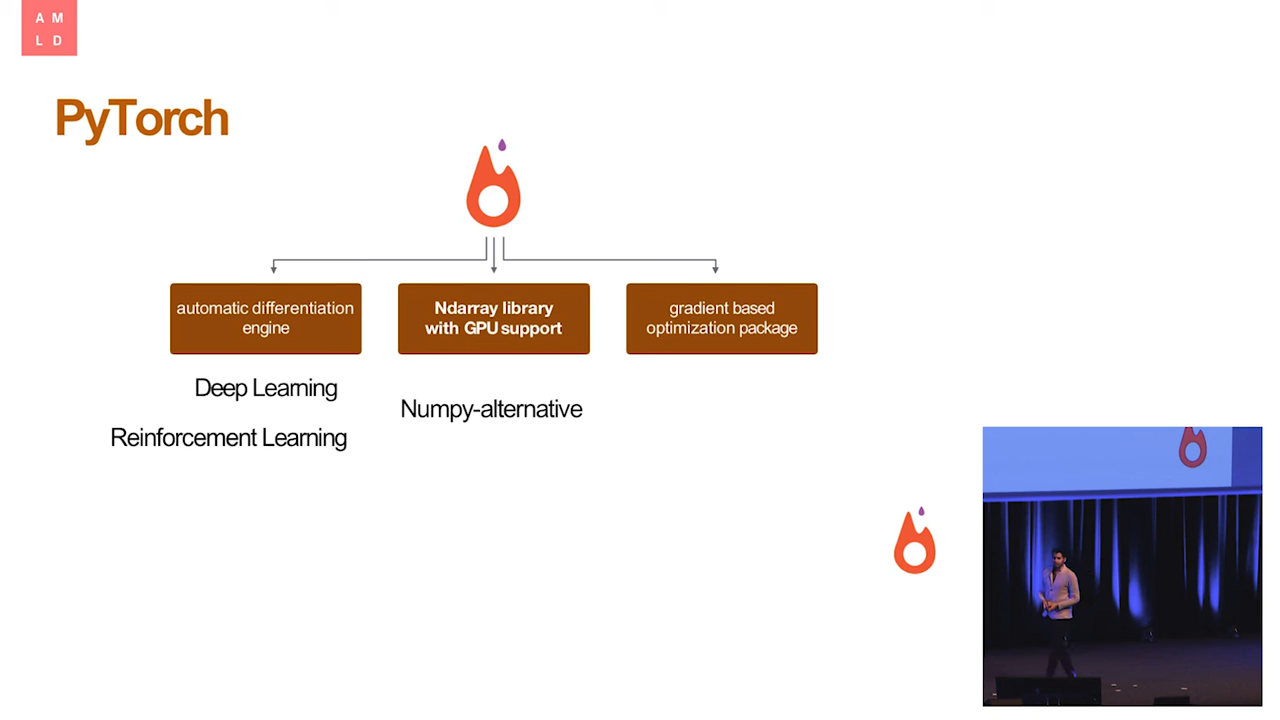 A M
L D
PyTorch
automatic differentiation
engine
Ndarray library
with GPU support
gradient based
optimization package
Deep Learning
Reinforcement Learning
Numpy-alternative